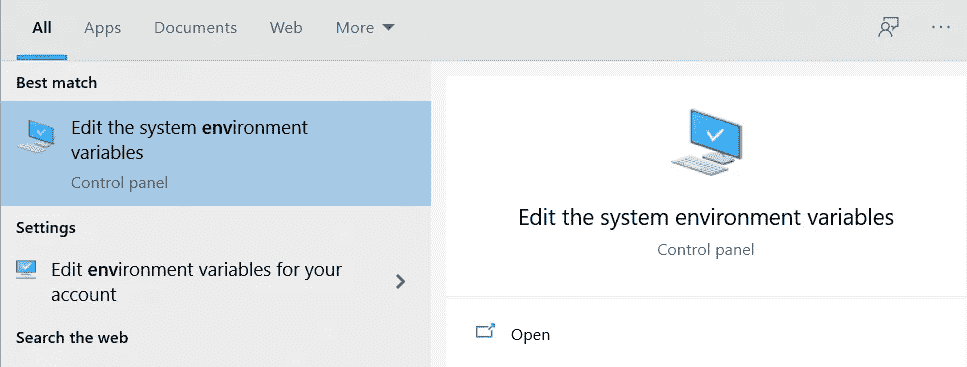 All Apps Documents Web More
Best match
Edit the system environment
variables
Control panel
Settings
Edit environment variables for your
account
Search the web
Edit the system environment variables
Control panel
Open